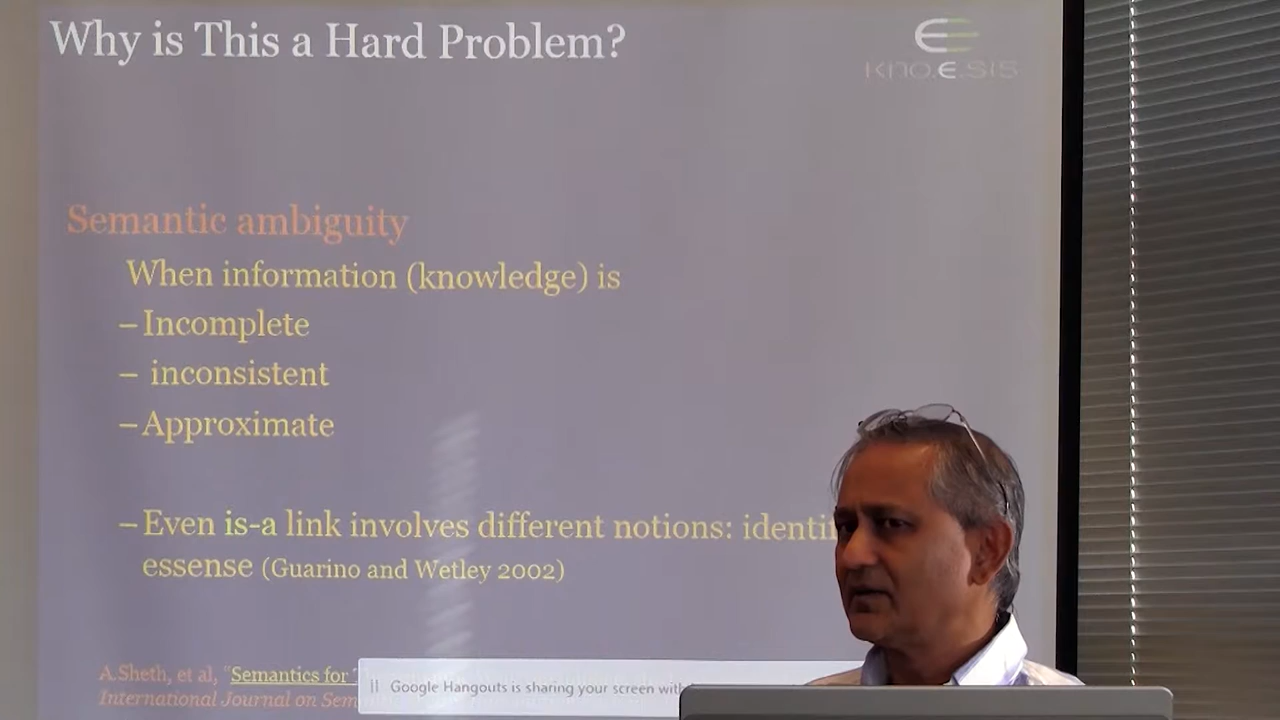 Why is This a Hard Problem?
kno.e.sis
Semantic ambiguity
When information (knowledge) is
– Incomplete
– inconsistent
– Approximate
– Even is-a link involves different notions: identi
essense (Guarino and Wetley 2002)
A.Sheth, et al, "Semantics for
International Journal on Sem
Google Hangouts is sharing your screen with